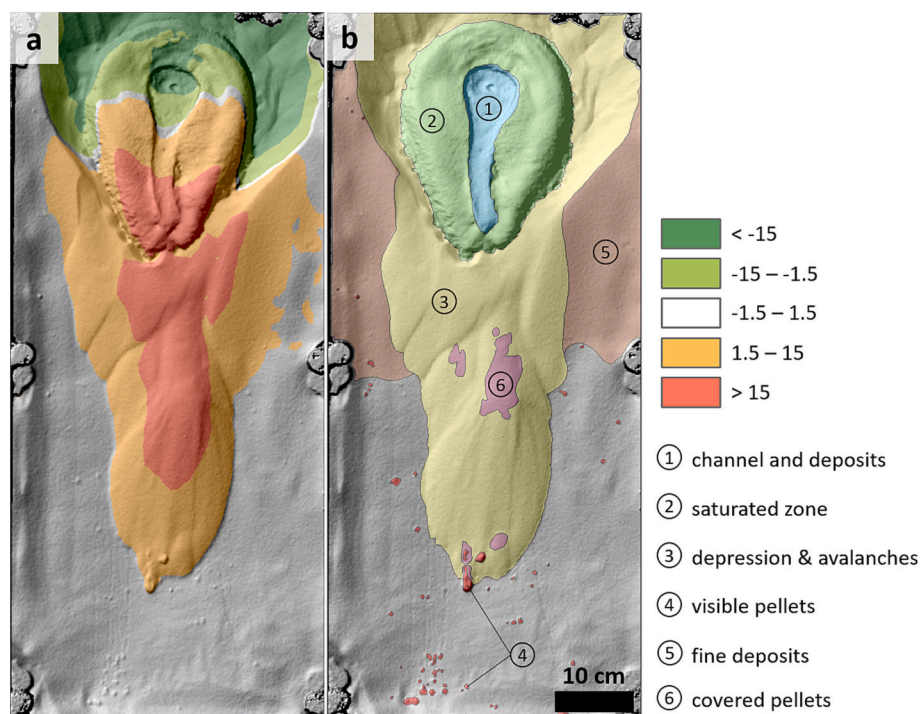 a
b
1
2
3
4
5
6
10 cm
< -15
-15 – -1.5
-1.5 – 1.5
1.5 – 15
> 15
1 channel and deposits
2 saturated zone
3 depression & avalanches
4 visible pellets
5 fine deposits
6 covered pellets